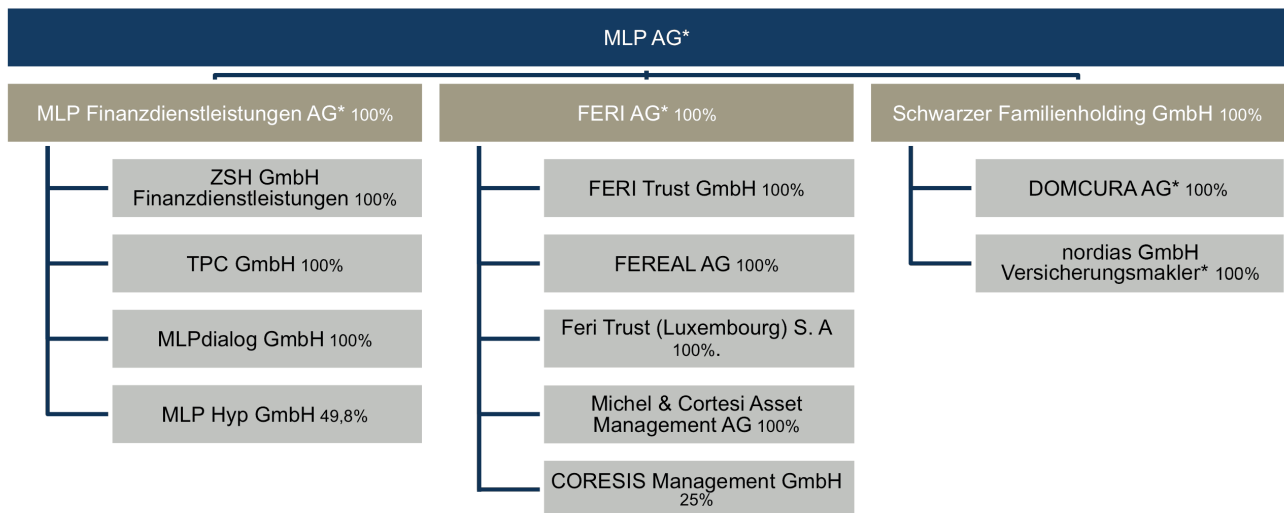 MLP AG*
MLP Finanzdienstleistungen AG* 100%
ZSH GmbH
Finanzdienstleistungen 100%
TPC GmbH 100%
MLPdialog GmbH 100%
MLP Hyp GmbH 49,8%
FERI AG* 100%
FERI Trust GmbH 100%
FEREAL AG 100%
Feri Trust (Luxembourg) S. A
100%.
Michel & Cortesi Asset
Management AG 100%
CORESIS Management GmbH
25%
Schwarzer Familienholding GmbH 100%
DOMCURA AG* 100%
nordias GmbH
Versicherungsmakler* 100%